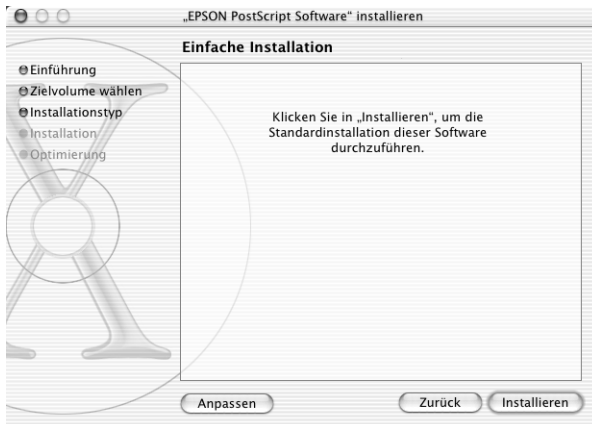 „EPSON PostScript Software“ installieren
Einfache Installation
Einführung
Zielvolume wählen
Installationstyp
Installation
Optimierung
Klicken Sie in „Installieren“, um die
Standardinstallation dieser Software
durchzuführen.
Anpassen
Zurück
Installieren